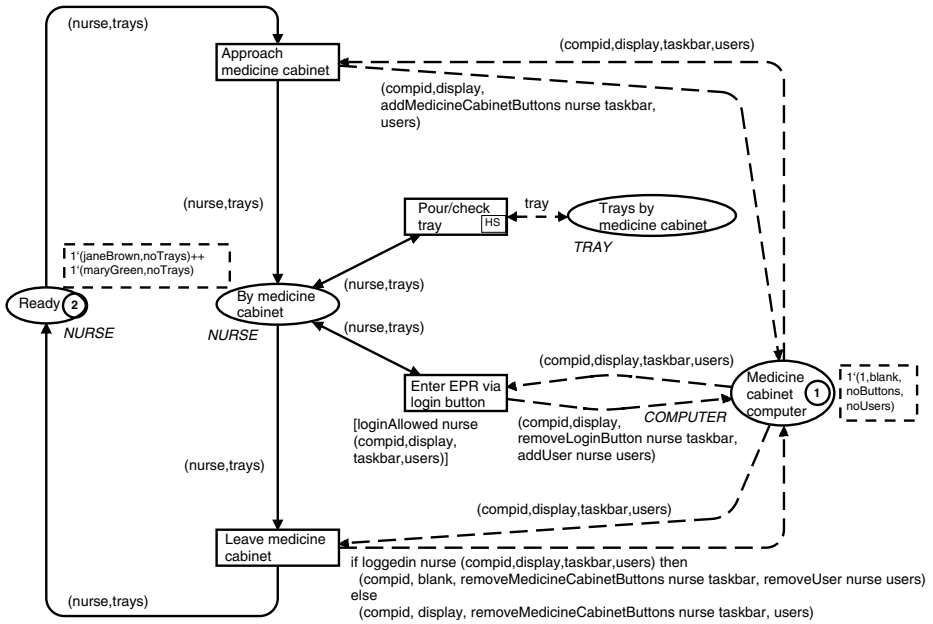 (nurse,trays)
(compid,display,taskbar,users)
Approach
medicine cabinet
(compid,display,
addMedicineCabinetButtons nurse taskbar,
users)
(nurse,trays)
Pour/check
tray
HS
tray
Trays by
medicine cabinet
TRAY
1‘(janeBrown,noTrays)++
1‘(maryGreen,noTrays)
(nurse,trays)
Ready
2
NURSE
By medicine
cabinet
NURSE
(nurse,trays)
(compid,display,taskbar,users)
Enter EPR via
login button
[loginAllowed nurse
(compid,display,
taskbar,users)]
COMPUTER
(compid,display,
removeLoginButton nurse taskbar,
addUser nurse users)
Medicine
cabinet
computer
1
1‘(1,blank,
noButtons,
noUsers)
(nurse,trays)
(compid,display,taskbar,users)
Leave medicine
cabinet
if loggedin nurse (compid,display,taskbar,users) then
(compid, blank, removeMedicineCabinetButtons nurse taskbar, removeUser nurse users)
else
(compid, display, removeMedicineCabinetButtons nurse taskbar, users)
(nurse,trays)